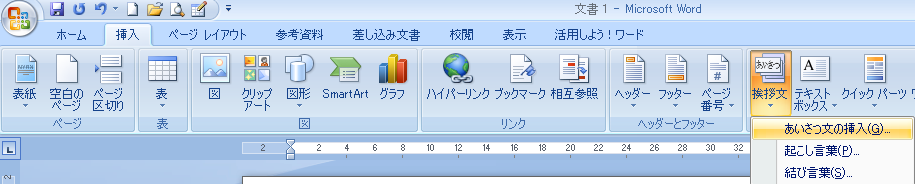 文書 1 - Microsoft Word
ホーム 挿入 ページ レイアウト 参考資料 差し込み文書 校閲 表示 活用しよう！ワード
あいさつ
表紙 空白の ページ 表 図 クリップ 図形 SmartArt グラフ ハイパーリンク ブックマーク 相互参照 ヘッダー フッター ページ 挨拶文 テキスト クイック パーツ
ページ 区切り アート 番号 ボックス
ページ 表 図 リンク ヘッダーとフッター
あいさつ文の挿入(G)...
2 2 4 6 8 10 12 14 16 18 20 22 24 26 28 30 32
起こし言葉(P)...
結び言葉(S)...
2